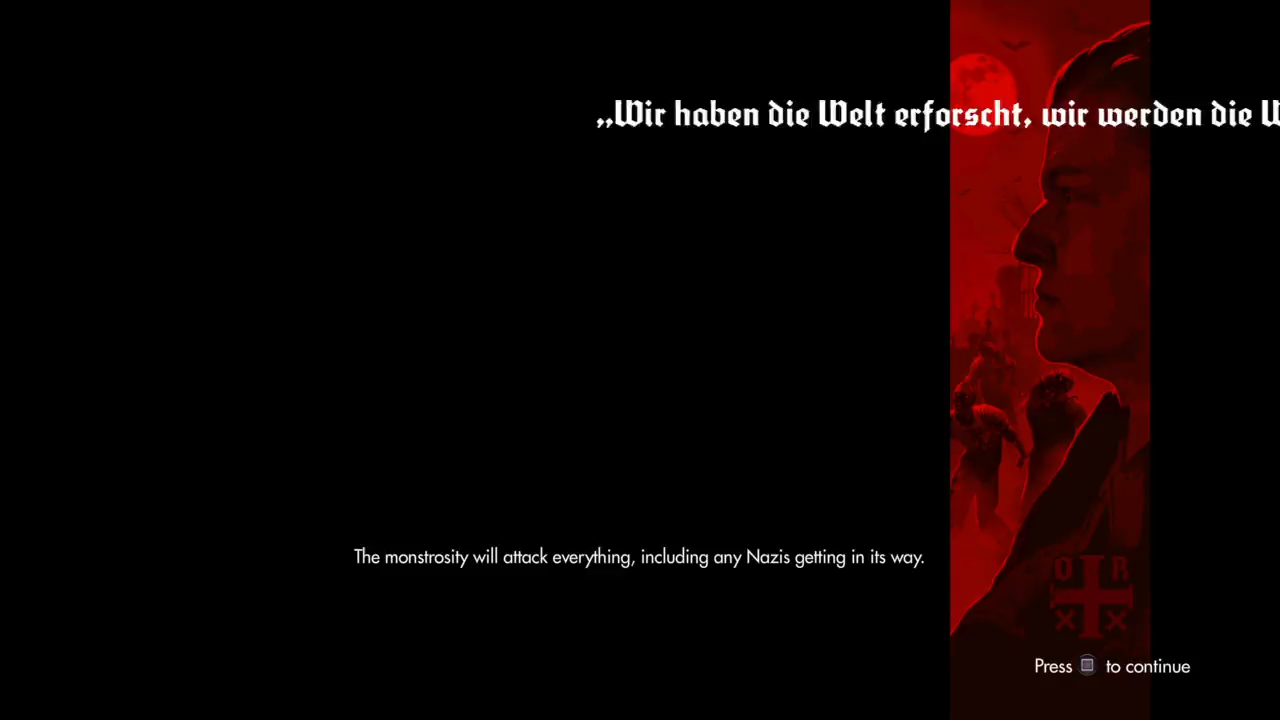 „Wir haben die Welt erforscht, wir werden die W
The monstrosity will attack everything, including any Nazis getting in its way.
O R
X X
Press to continue